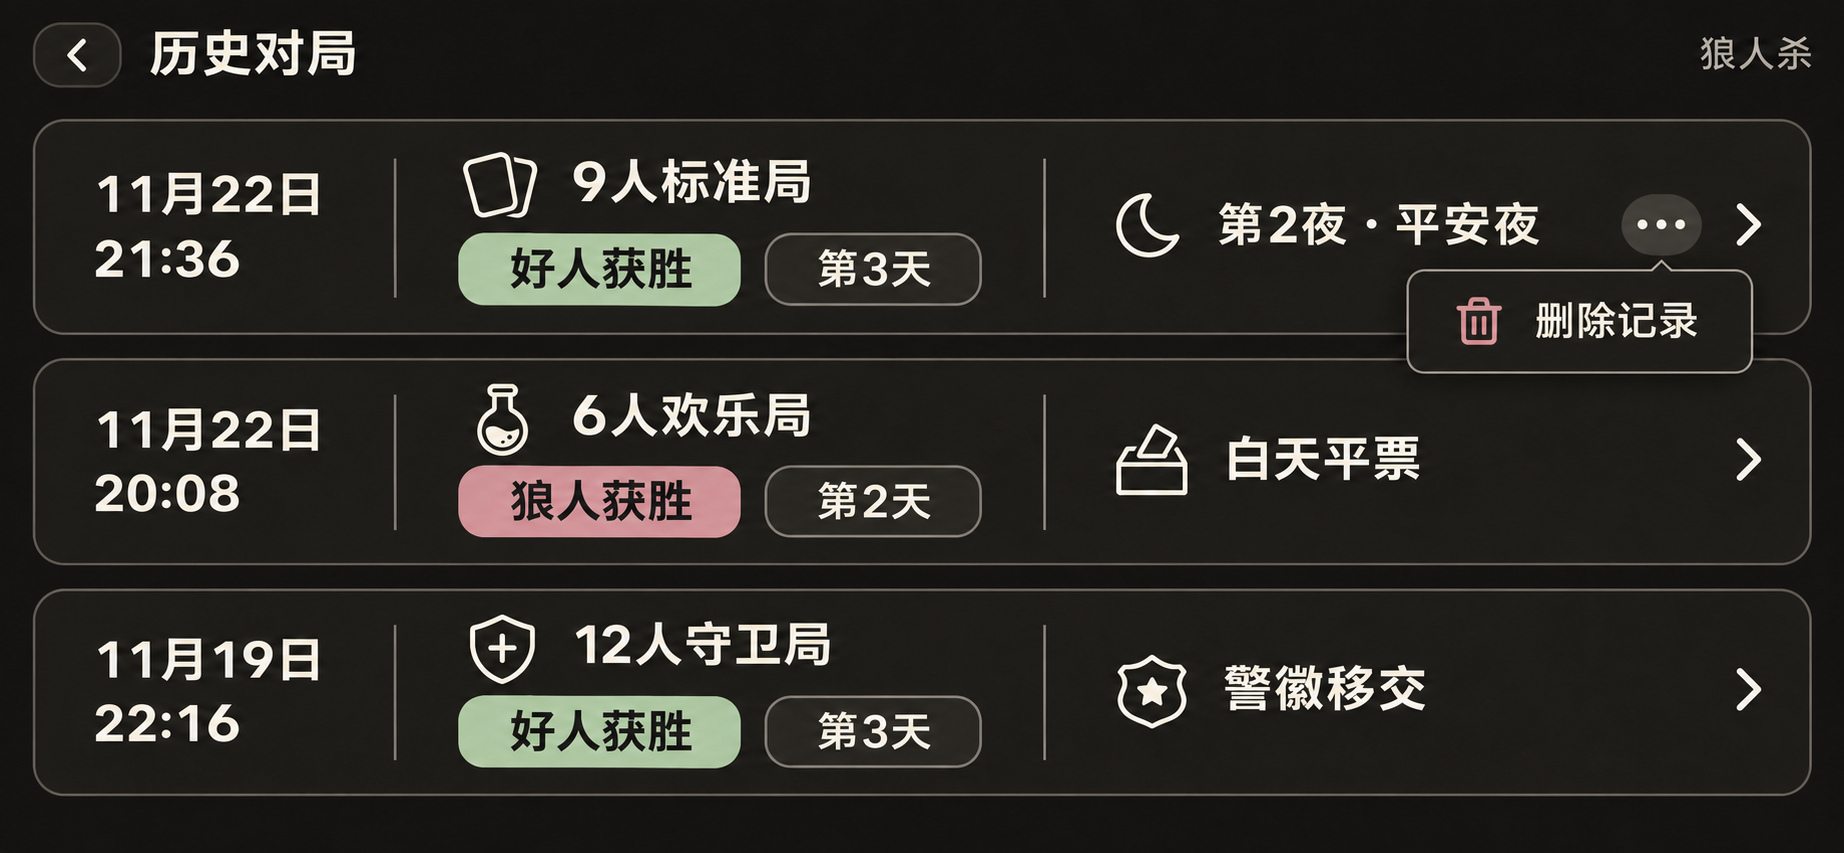 历史对局
狼人杀
11月22日
21:36
9人标准局
好人获胜
第3天
第2夜·平安夜
删除记录
11月22日
20:08
6人欢乐局
狼人获胜
第2天
白天平票
11月19日
22:16
12人守卫局
好人获胜
第3天
警徽移交